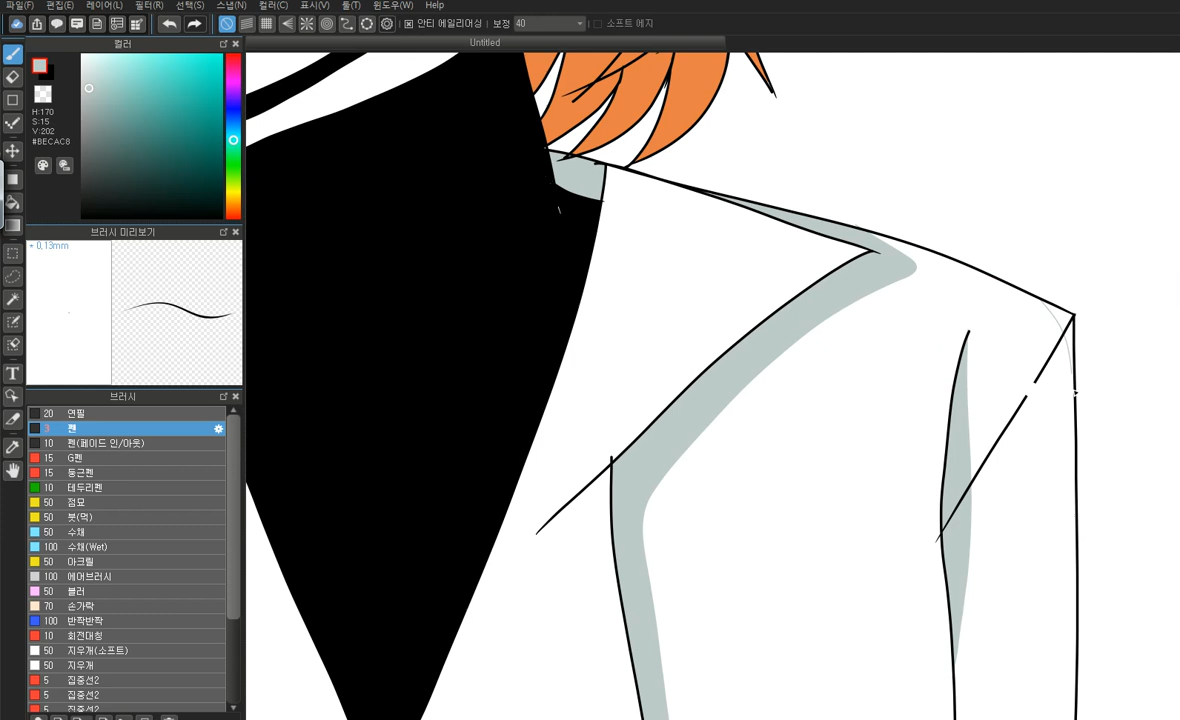 파일(F) 편집(E) 레이어(L) 필터(R) 선택(S) 스냅(N) 컬러(C) 표시(V) 툴(T) 윈도우(W) Help
안티 에일리어싱 보정 40 소프트 에지
컬러
Untitled
H:170
S:15
V:202
#BECAC8
브러시 미리보기
* 0.13mm
브러시
20 연필
3 펜
10 펜(페이드 인/아웃)
15 G펜
15 둥근펜
10 테두리펜
50 점묘
50 붓(먹)
50 수채
100 수채(Wet)
50 아크릴
100 에어브러시
50 블러
70 손가락
100 반짝반짝
10 회전대칭
50 지우개(소프트)
50 지우개
5 집중선2
5 집중선2
5 집중선2